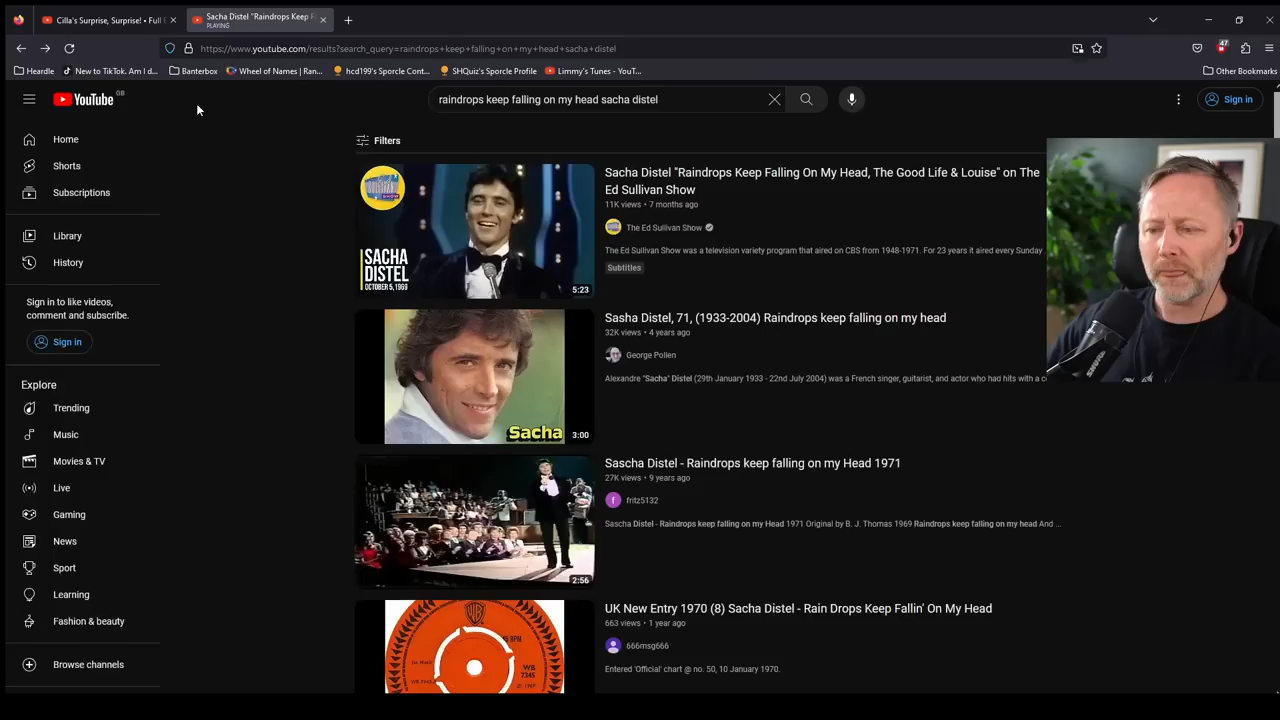 Cilla's Surprise, Surprise! • Full E
Sacha Distel "Raindrops Keep F
PLAYING
https://www.youtube.com/results?search_query=raindrops+keep+falling+on+my+head+sacha+distel
47
Heardle
New to TikTok. Am I d...
Banterbox
Wheel of Names | Ran...
hcd199's Sporcle Cont...
SHQuiz's Sporcle Profile
Limmy's Tunes - YouT...
Other Bookmarks
YouTube GB
raindrops keep falling on my head sacha distel
Sign in
Home
Shorts
Subscriptions
Library
History
Sign in to like videos,
comment and subscribe.
Sign in
Explore
Trending
Music
Movies & TV
Live
Gaming
News
Sport
Learning
Fashion & beauty
Browse channels
Filters
SACHA
DISTEL
OCTOBER 5, 1969
5:23
Sacha Distel "Raindrops Keep Falling On My Head, The Good Life & Louise" on The
Ed Sullivan Show
11K views • 7 months ago
The Ed Sullivan Show
The Ed Sullivan Show was a television variety program that aired on CBS from 1948-1971. For 23 years it aired every Sunday
Subtitles
Sacha
3:00
Sasha Distel, 71, (1933-2004) Raindrops keep falling on my head
32K views • 4 years ago
George Pollen
Alexandre "Sacha" Distel (29th January 1933 - 22nd July 2004) was a French singer, guitarist, and actor who had hits with a
2:56
Sascha Distel - Raindrops keep falling on my Head 1971
27K views • 9 years ago
f
fritz5132
Sascha Distel - Raindrops keep falling on my Head 1971 Original by B. J. Thomas 1969 Raindrops keep falling on my head And ...
WB
7345
UK New Entry 1970 (8) Sacha Distel - Rain Drops Keep Fallin' On My Head
663 views • 1 year ago
666msg666
Entered 'Official' chart @ no. 50, 10 January 1970.